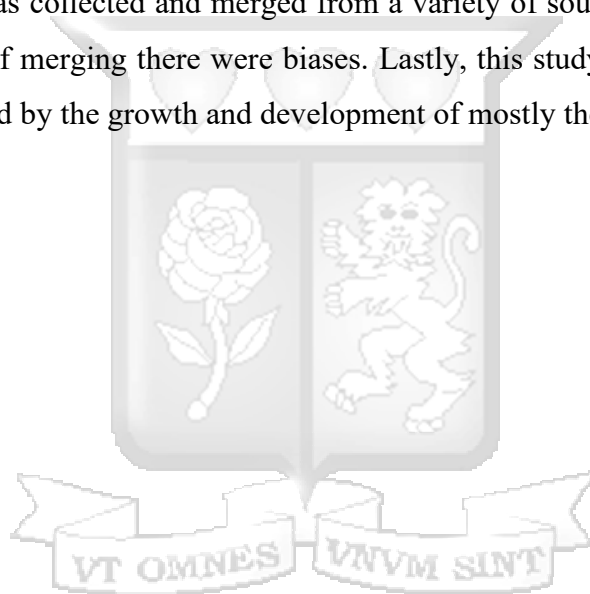 as collected and merged from a variety of sou
f merging there were biases. Lastly, this study
d by the growth and development of mostly the
VT OMNES VNVM SINT